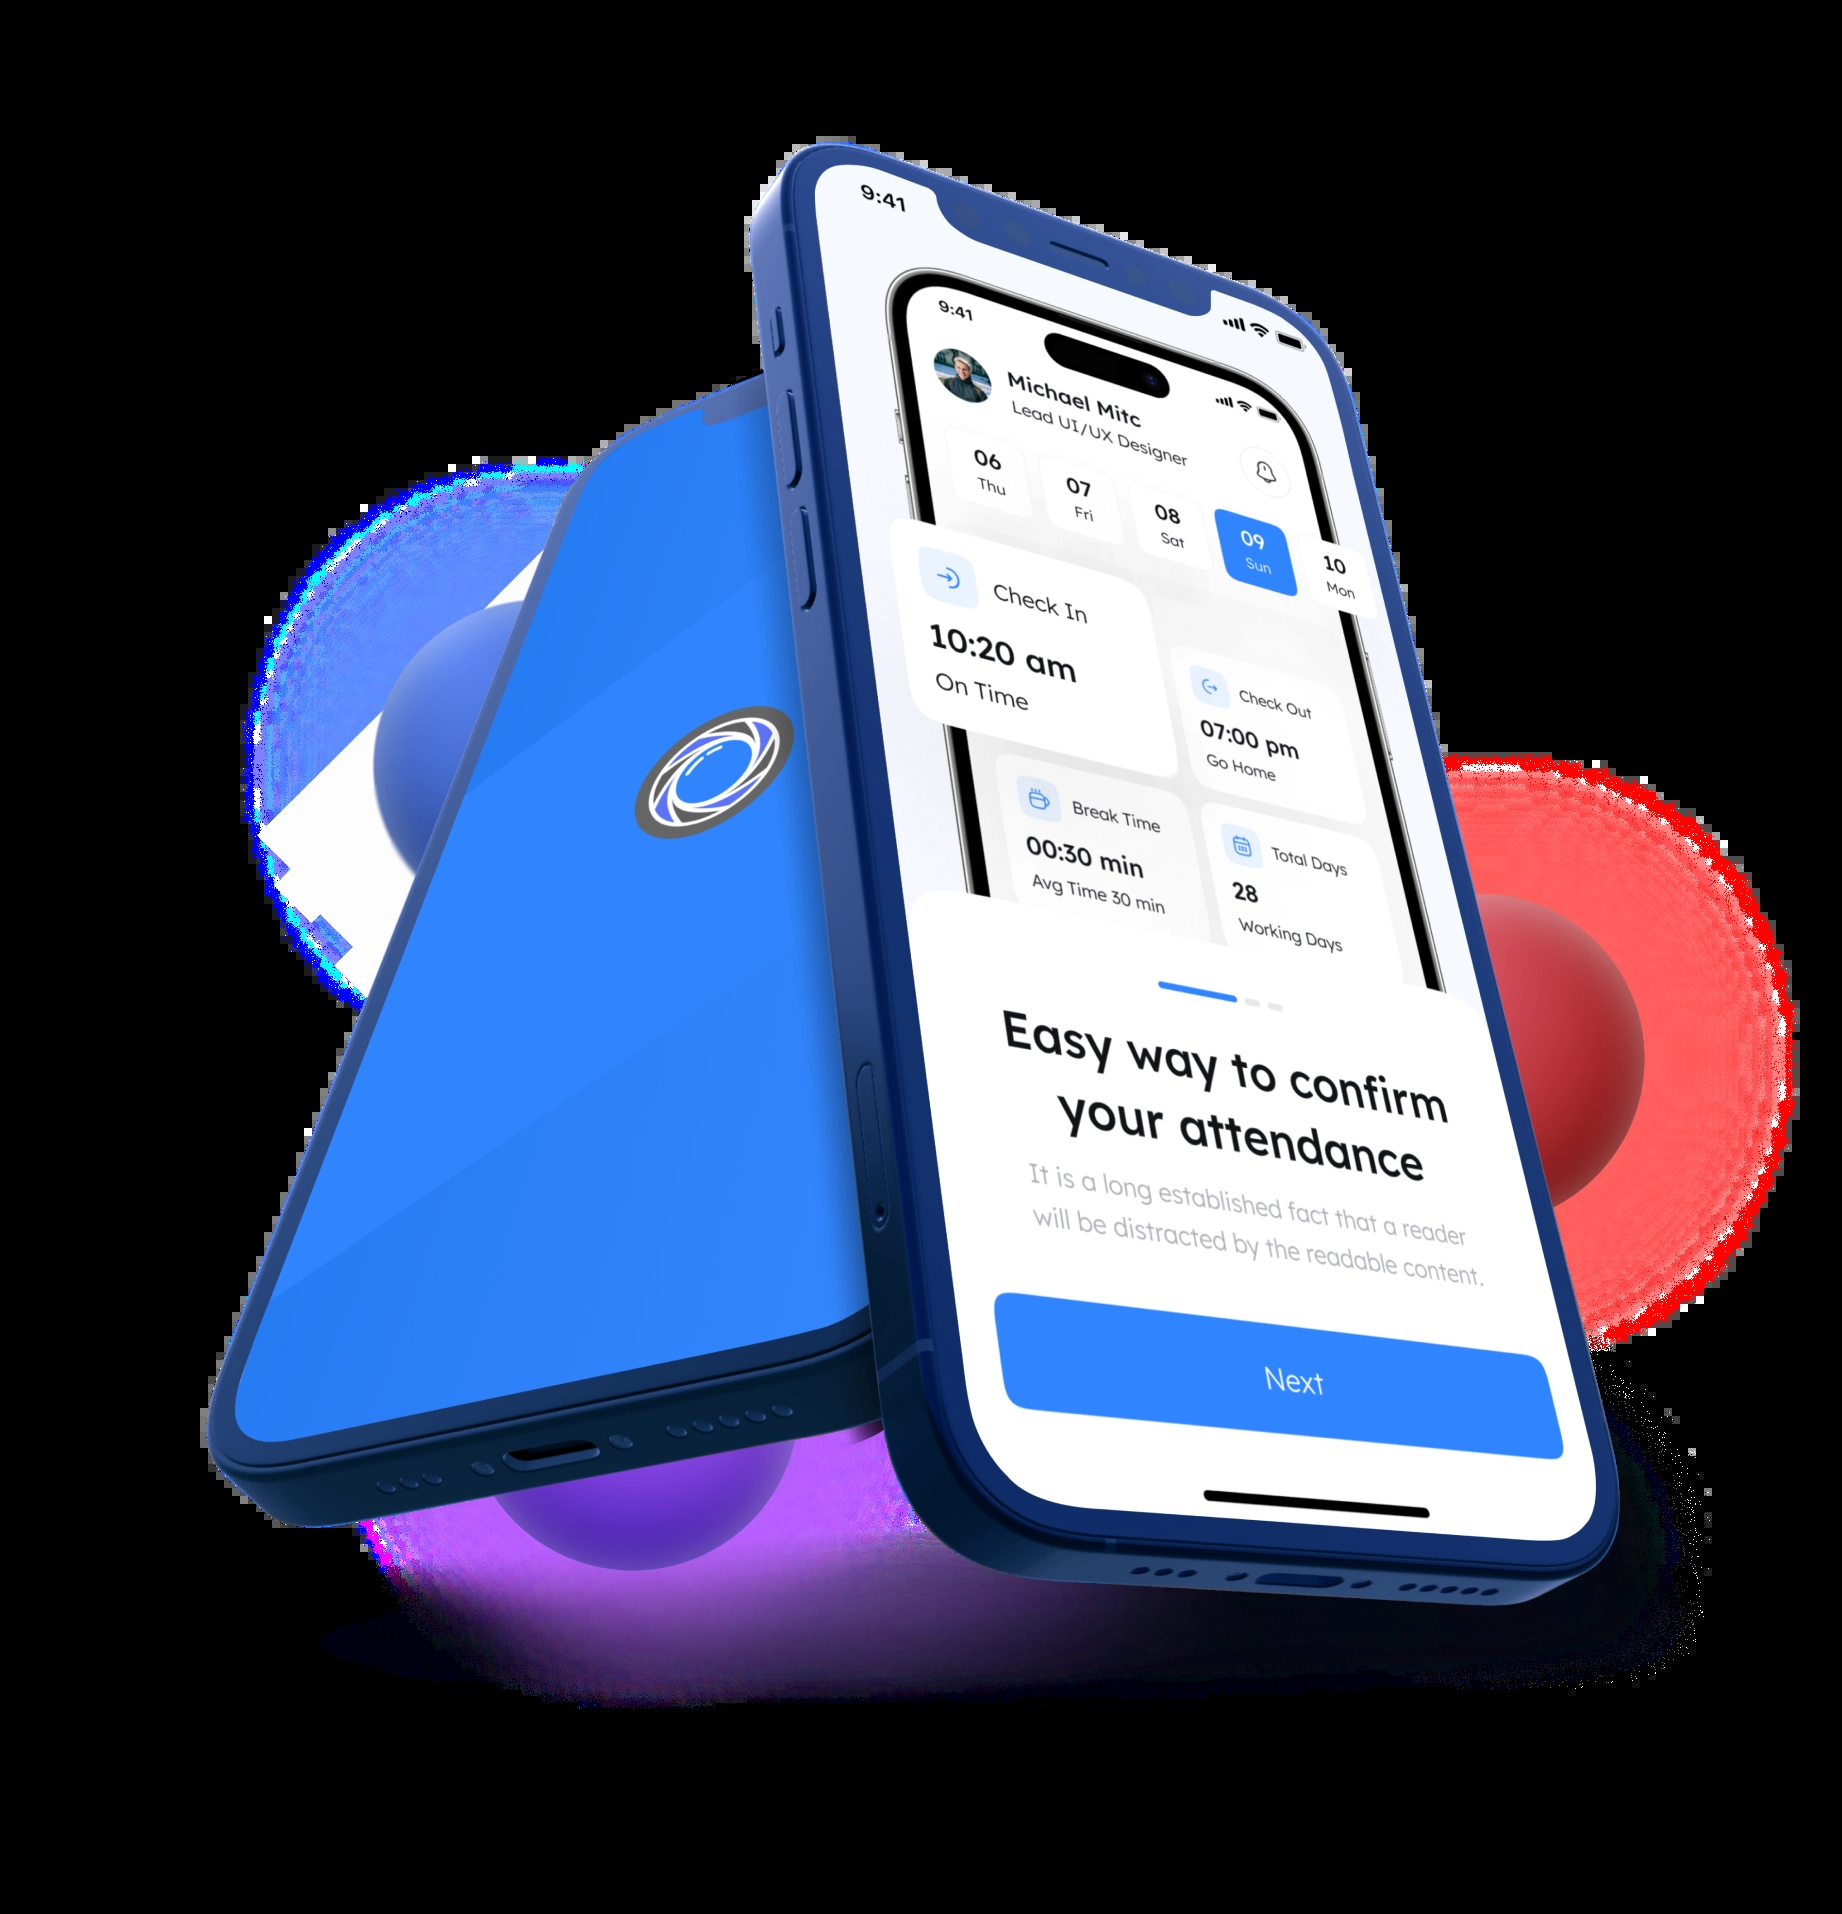 9:41
9:41
Michael Mitc
Lead UI/UX Designer
06
Thu
07
Fri
08
Sat
09
Sun
10
Mon
Check In
10:20 am
On Time
Check Out
07:00 pm
Go Home
Break Time
00:30 min
Avg Time 30 min
Total Days
28
Working Days
Easy way to confirm
your attendance
It is a long established fact that a reader
will be distracted by the readable content.
Next